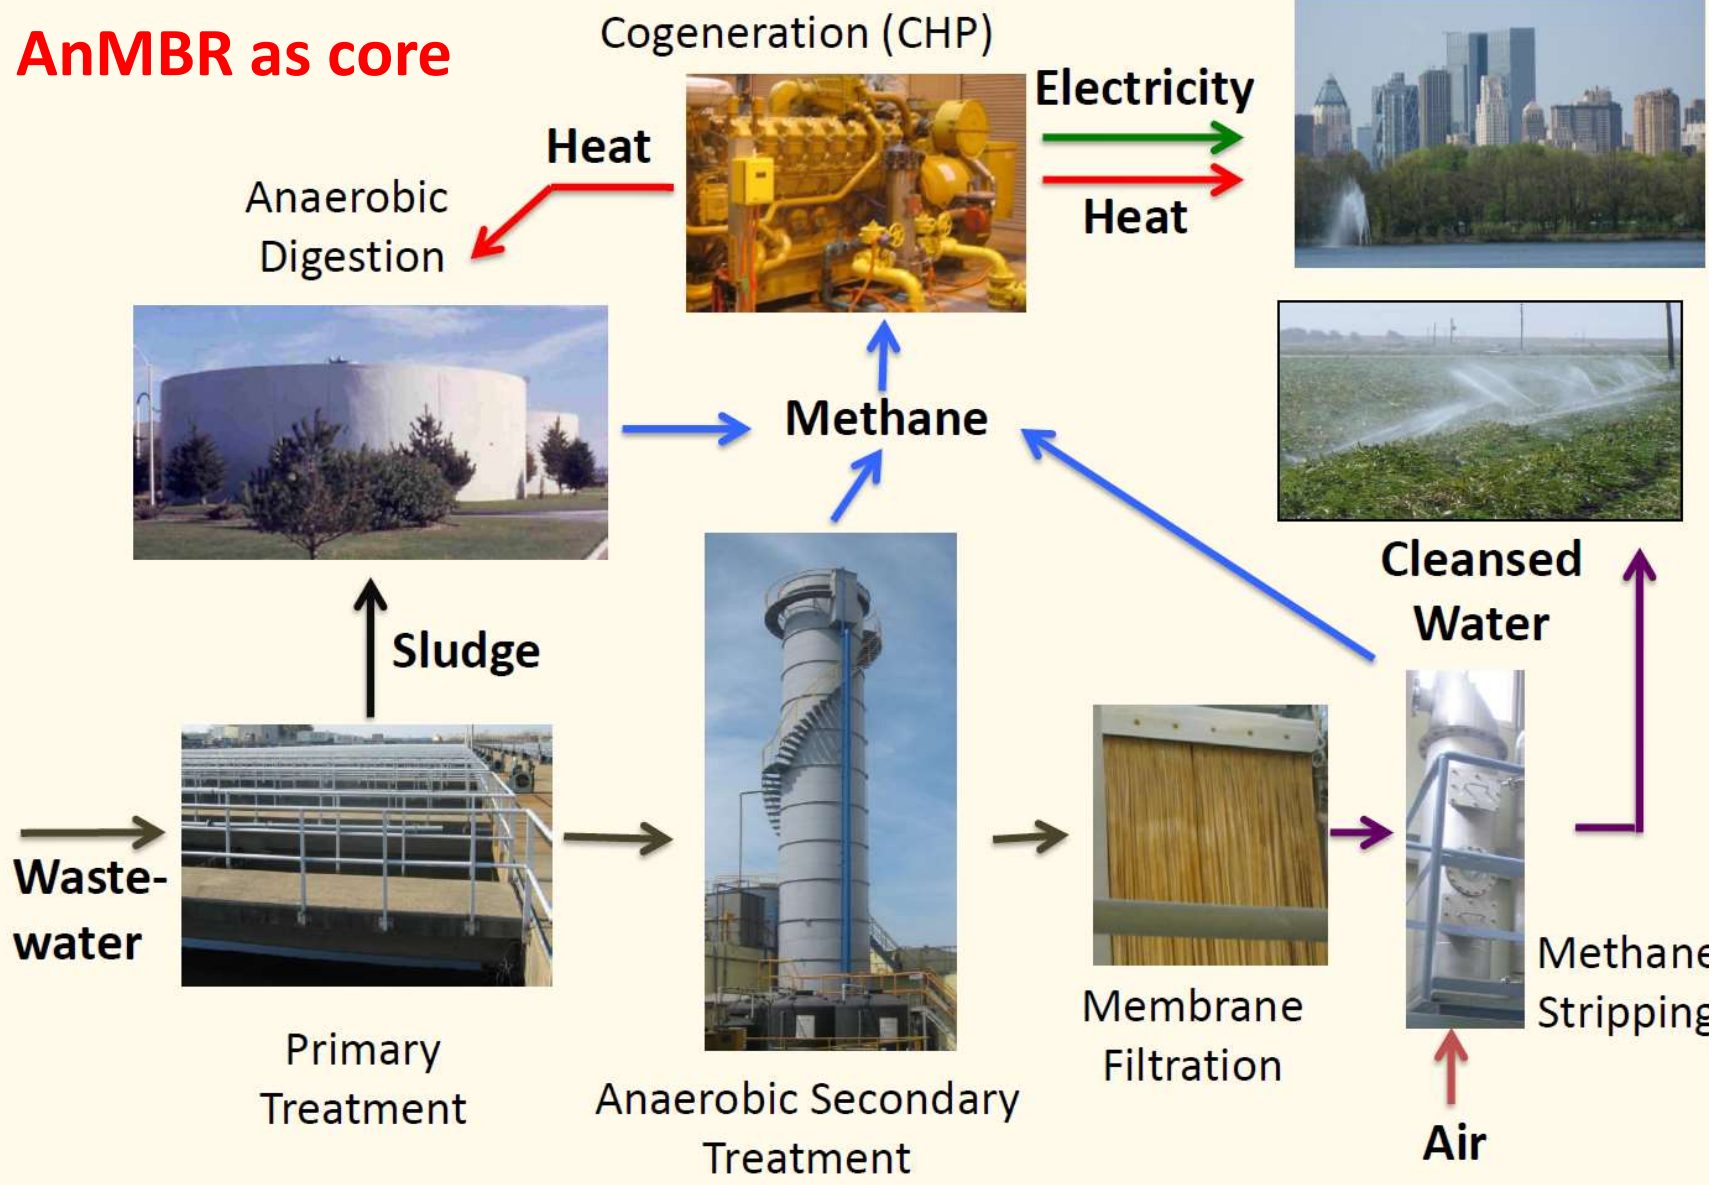 AnMBR as core
Cogeneration (CHP)
Electricity
Heat
Heat
Anaerobic
Digestion
Methane
Cleansed
Water
Sludge
Waste-
water
Primary
Treatment
Anaerobic Secondary
Treatment
Membrane
Filtration
Methane
Stripping
Air